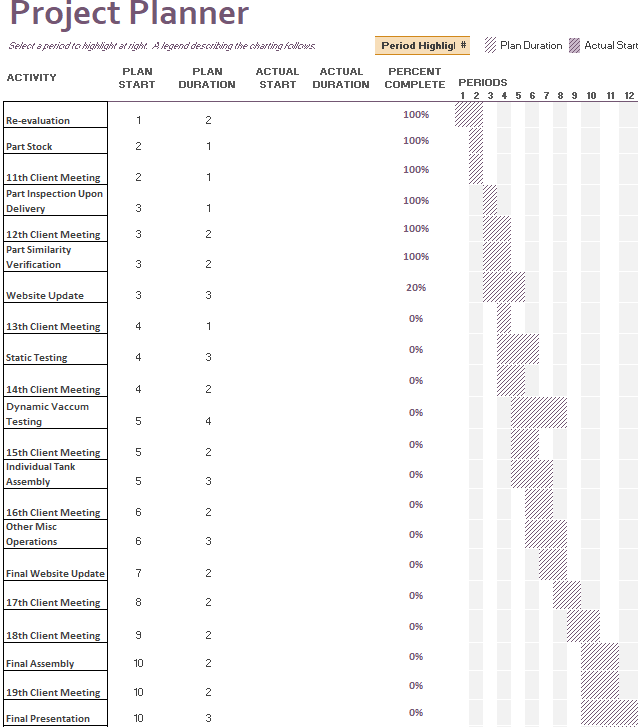 Project Planner
Select a period to highlight at right. A legend describing the charting follows.
Period Highligl #
Plan Duration
Actual Start
ACTIVITY PLAN START PLAN DURATION ACTUAL START ACTUAL DURATION PERCENT COMPLETE PERIODS
1 2 3 4 5 6 7 8 9 10 11 12
Re-evaluation 1 2 100%
Part Stock 2 1 100%
11th Client Meeting 2 1 100%
Part Inspection Upon
Delivery 3 1 100%
12th Client Meeting 3 2 100%
Part Similarity
Verification 3 2 100%
Website Update 3 3 20%
13th Client Meeting 4 1 0%
Static Testing 4 3 0%
14th Client Meeting 4 2 0%
Dynamic Vaccum
Testing 5 4 0%
15th Client Meeting 5 2 0%
Individual Tank
Assembly 5 3 0%
16th Client Meeting 6 2 0%
Other Misc
Operations 6 3 0%
Final Website Update 7 2 0%
17th Client Meeting 8 2 0%
18th Client Meeting 9 2 0%
Final Assembly 10 2 0%
19th Client Meeting 10 2 0%
Final Presentation 10 3 0%